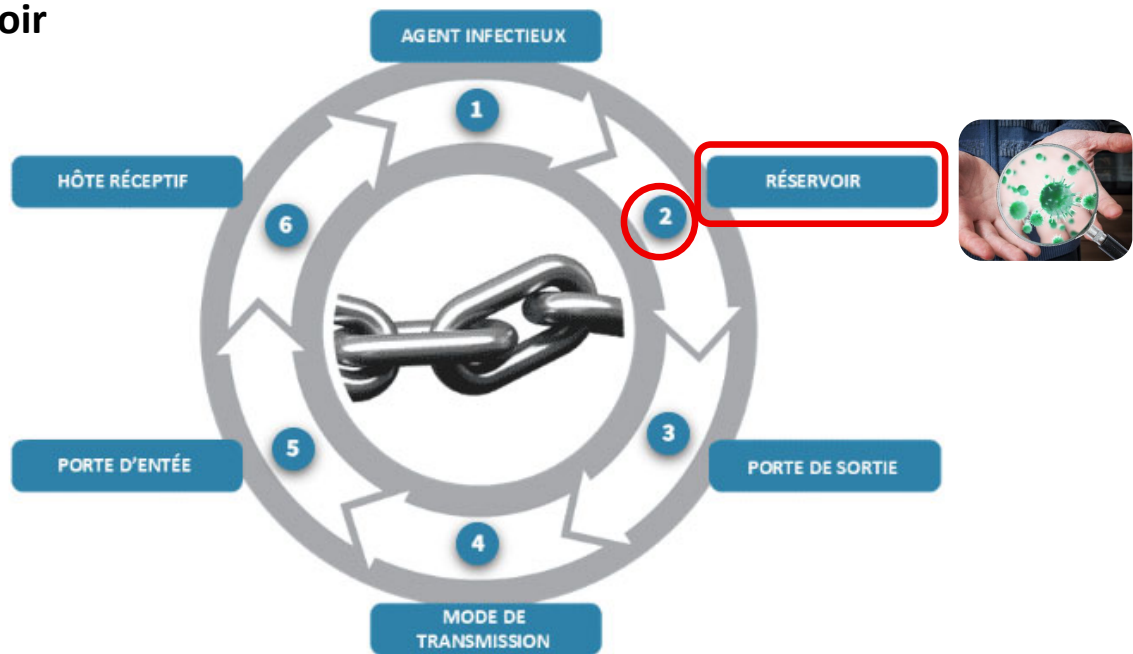 oir
AGENT INFECTIEUX
1
HÔTE RÉCEPTIF
RÉSERVOIR
6
2
5
3
PORTE D'ENTÉE
PORTE DE SORTIE
4
MODE DE
TRANSMISSION